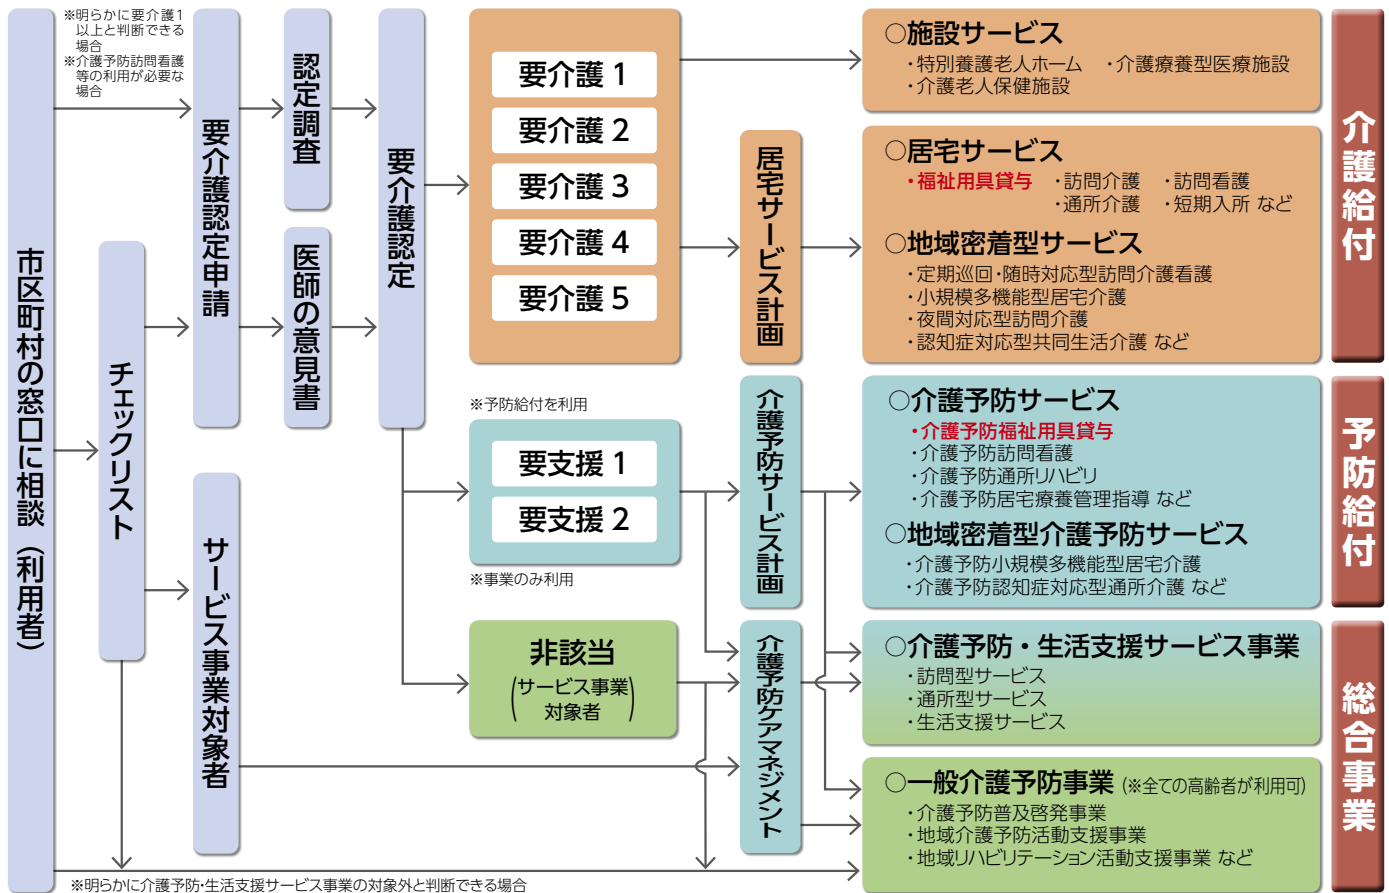 市区町村の窓口に相談（利用者）
※明らかに要介護1
以上と判断できる
場合
※介護予防訪問看護
等の利用が必要な
場合
チェックリスト
要介護認定申請
サービス事業対象者
認定調査
医師の意見書
要介護認定
要介護 1
要介護 2
要介護 3
要介護 4
要介護 5
※予防給付を利用
要支援 1
要支援 2
※事業のみ利用
非該当
(サービス事業
対象者)
居宅サービス計画
介護予防サービス計画
介護予防ケアマネジメント
○施設サービス
・特別養護老人ホーム ・介護療養型医療施設
・介護老人保健施設
○居宅サービス
・福祉用具貸与 ・訪問介護 ・訪問看護
・通所介護 ・短期入所 など
○地域密着型サービス
・定期巡回・随時対応型訪問介護看護
・小規模多機能型居宅介護
・夜間対応型訪問介護
・認知症対応型共同生活介護 など
○介護予防サービス
・介護予防福祉用具貸与
・介護予防訪問看護
・介護予防通所リハビリ
・介護予防居宅療養管理指導 など
○地域密着型介護予防サービス
・介護予防小規模多機能型居宅介護
・介護予防認知症対応型通所介護 など
○介護予防・生活支援サービス事業
・訪問型サービス
・通所型サービス
・生活支援サービス
○一般介護予防事業 (※全ての高齢者が利用可)
・介護予防普及啓発事業
・地域介護予防活動支援事業
・地域リハビリテーション活動支援事業 など
介護給付
予防給付
総合事業
※明らかに介護予防・生活支援サービス事業の対象外と判断できる場合